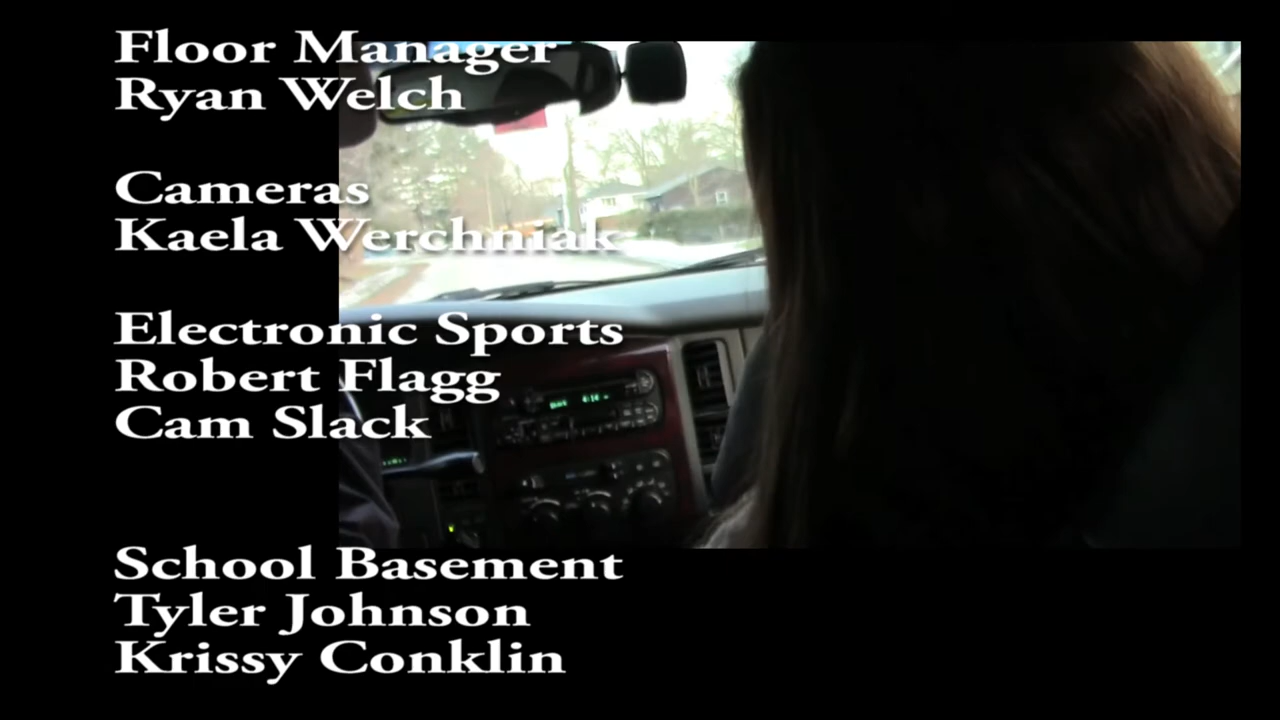 Floor Manager
Ryan Welch
Cameras
Kaela Werchniak
Electronic Sports
Robert Flagg
Cam Slack
School Basement
Tyler Johnson
Krissy Conklin